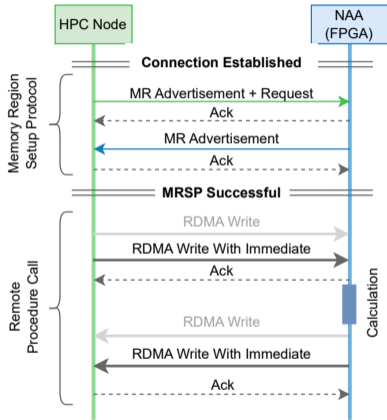 HPC Node
NAA
(FPGA)
Connection Established
Memory Region
Setup Protocol
MR Advertisement + Request
Ack
MR Advertisement
Ack
MRSP Successful
Remote
Procedure Call
RDMA Write
RDMA Write With Immediate
Ack
Calculation
RDMA Write
RDMA Write With Immediate
Ack